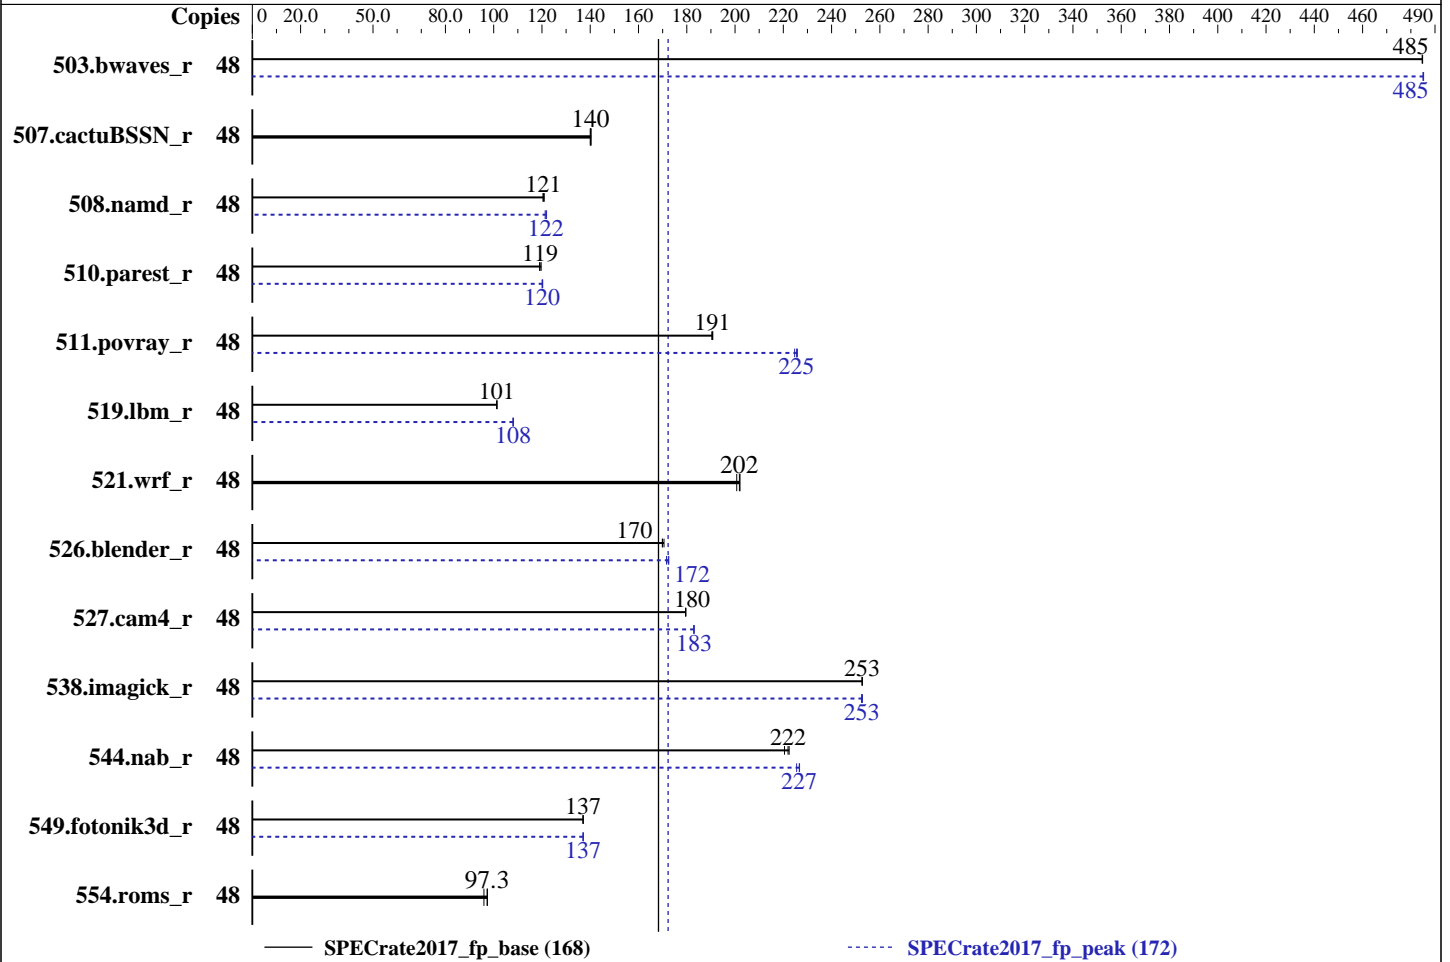 Copies 0 20.0 50.0 80.0 100 120 140 160 180 200 220 240 260 280 300 320 340 360 380 400 420 440 460 490
503.bwaves_r 48 485
485
507.cactuBSSN_r 48 140
508.namd_r 48 121
122
510.parest_r 48 119
120
511.povray_r 48 191
225
519.lbm_r 48 101
108
521.wrf_r 48 202
526.blender_r 48 170
172
527.cam4_r 48 180
183
538.imagick_r 48 253
253
544.nab_r 48 222
227
549.fotonik3d_r 48 137
137
554.roms_r 48 97.3
SPECrate2017_fp_base (168) SPECrate2017_fp_peak (172)